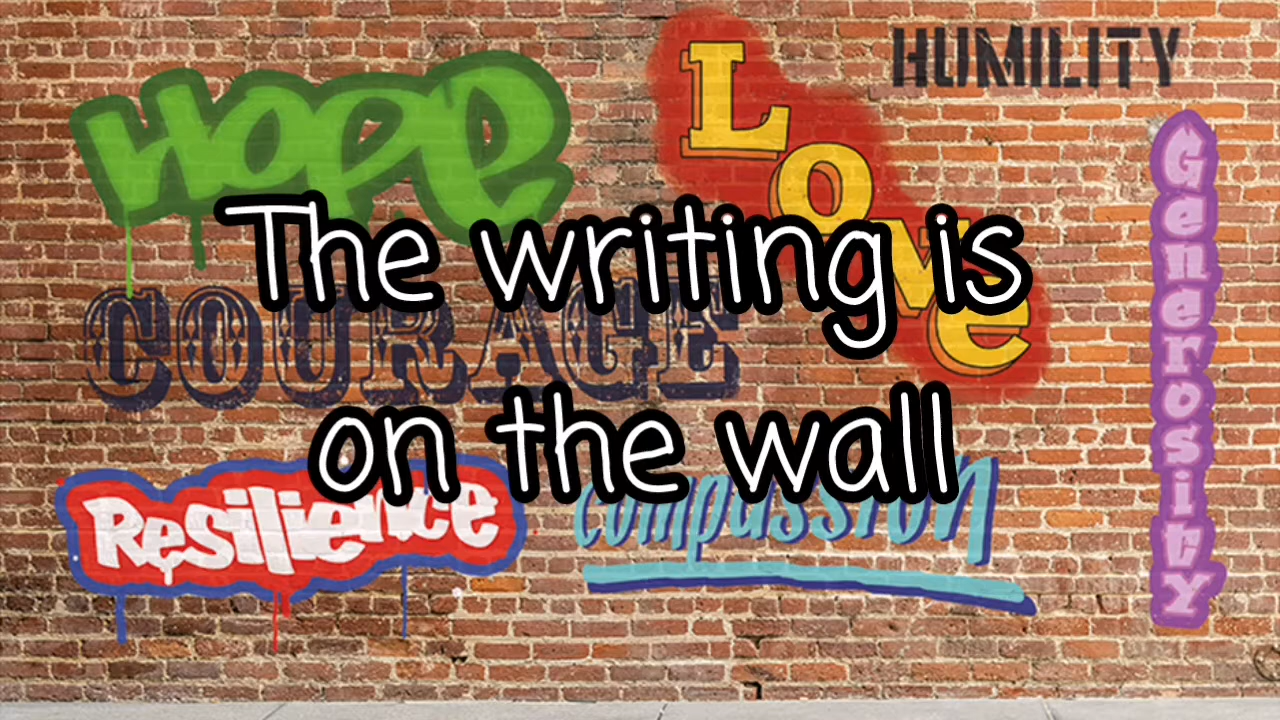 HUMILITY
HOPE
LOVE
Generosity
The writing is
COURAGE
on the wall
Resilience
compassion